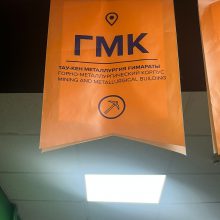 ГМК
ТАУ-КЕН МЕТАЛЛУРГИЯ ҒИМАРАТЫ
ГОРНО-МЕТАЛЛУРГИЧЕСКИЙ КОРПУС
MINING AND METALLURGICAL BUILDING